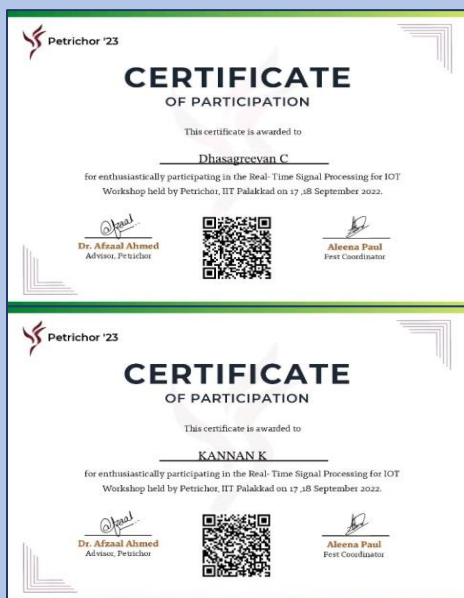 Petrichor '23
CERTIFICATE
OF PARTICIPATION
This certificate is awarded to
Dhasagreevan C
for enthusiastically participating in the Real- Time Signal Processing for IOT
Workshop held by Petrichor, IIT Palakkad on 17 ,18 September 2022.
Afzaal
Dr. Afzaal Ahmed
Advisor, Petrichor
Aleena Paul
Fest Coordinator
Petrichor '23
CERTIFICATE
OF PARTICIPATION
This certificate is awarded to
KANNAN K
for enthusiastically participating in the Real- Time Signal Processing for IOT
Workshop held by Petrichor, IIT Palakkad on 17 ,18 September 2022.
Afzaal
Dr. Afzaal Ahmed
Advisor, Petrichor
Aleena Paul
Fest Coordinator